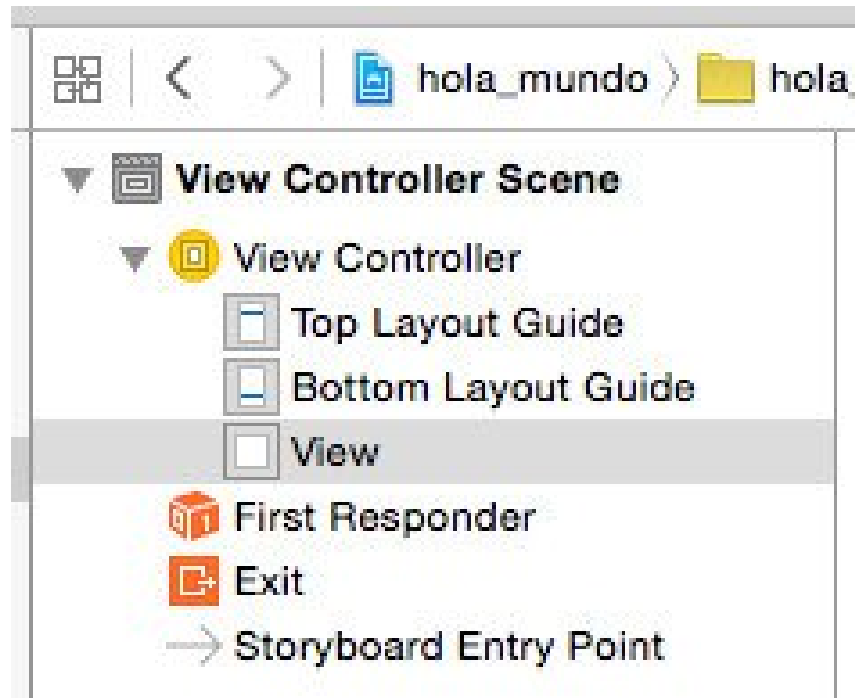 hola_mundo hola_
View Controller Scene
View Controller
Top Layout Guide
Bottom Layout Guide
View
First Responder
Exit
Storyboard Entry Point